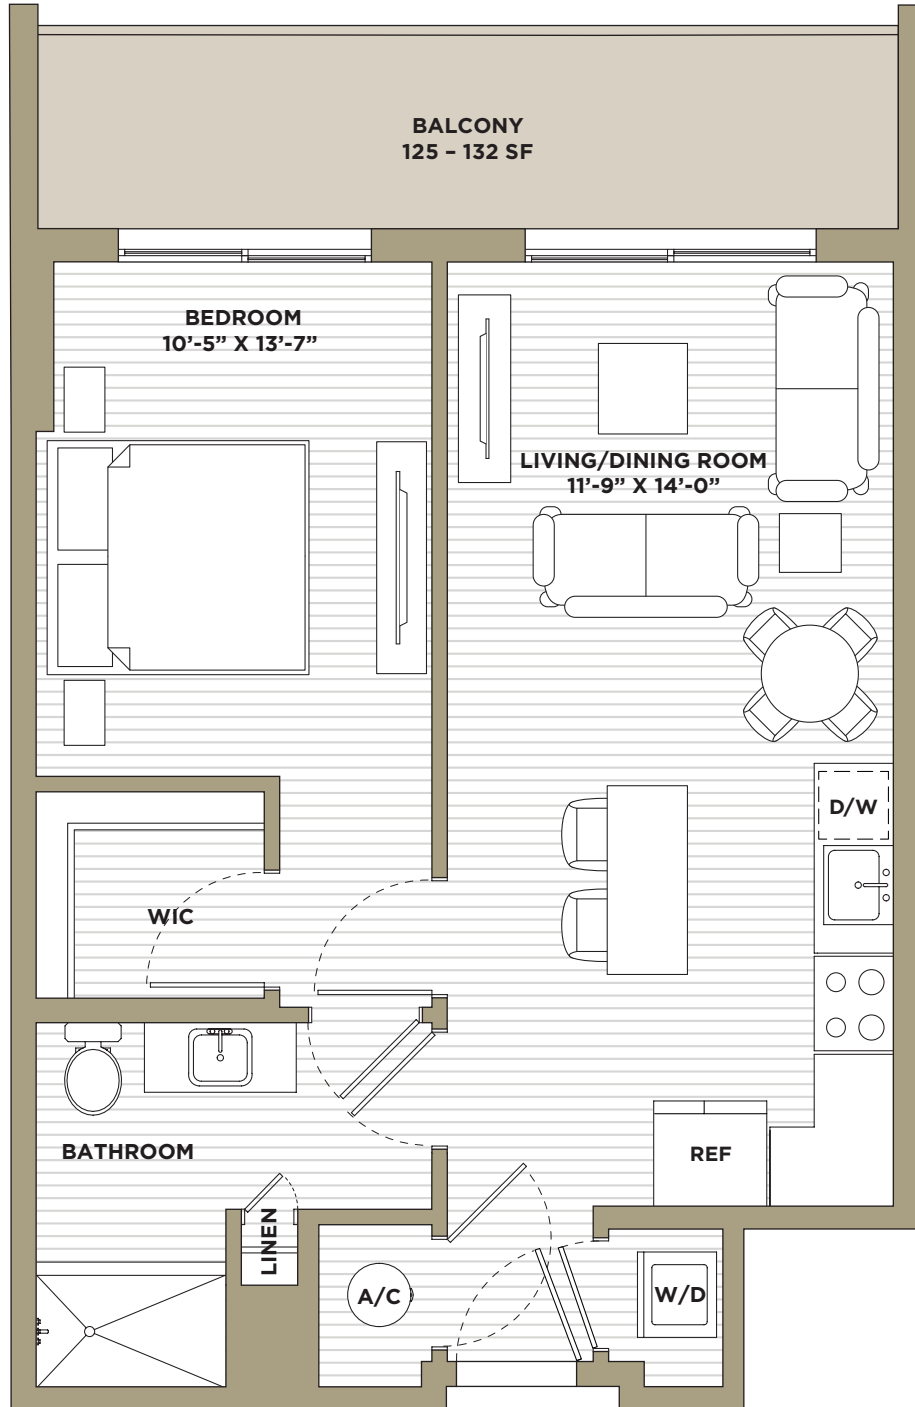 BALCONY
125 – 132 SF
BEDROOM
10’-5” X 13’-7”
LIVING/DINING ROOM
11’-9” X 14’-0”
D/W
WIC
BATHROOM
REF
LINEN
A/C
W/D